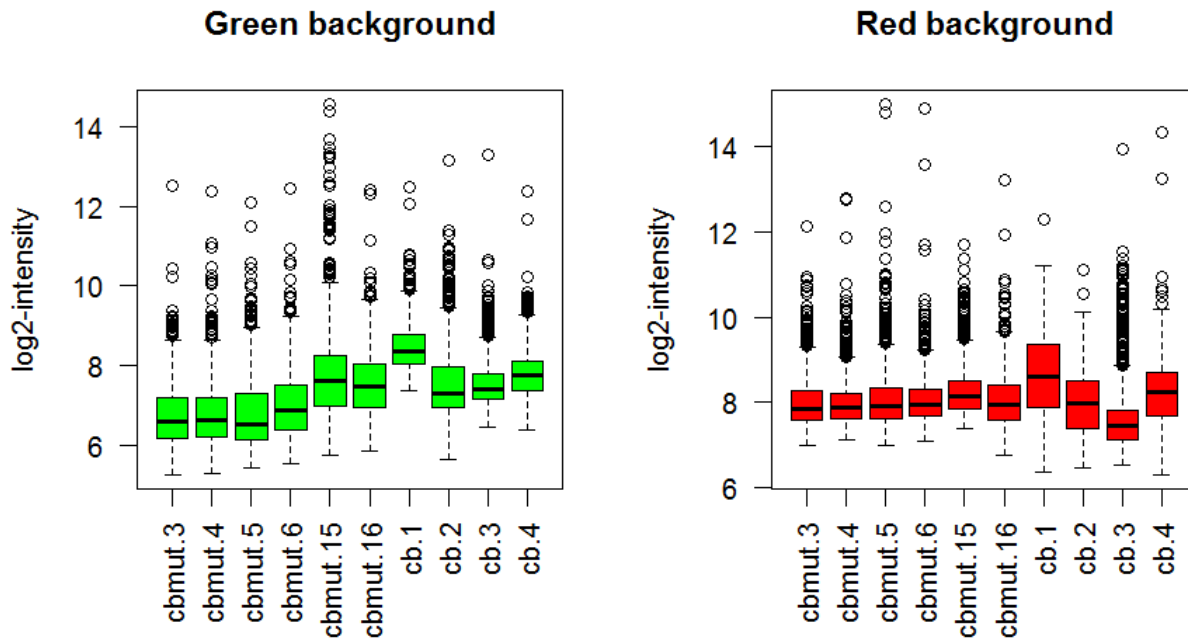 Green background
log2-intensity
14
12
10
8
6
cbmut.3
cbmut.4
cbmut.5
cbmut.6
cbmut.15
cbmut.16
cb.1
cb.2
cb.3
cb.4
Red background
log2-intensity
14
12
10
8
6
cbmut.3
cbmut.4
cbmut.5
cbmut.6
cbmut.15
cbmut.16
cb.1
cb.2
cb.3
cb.4